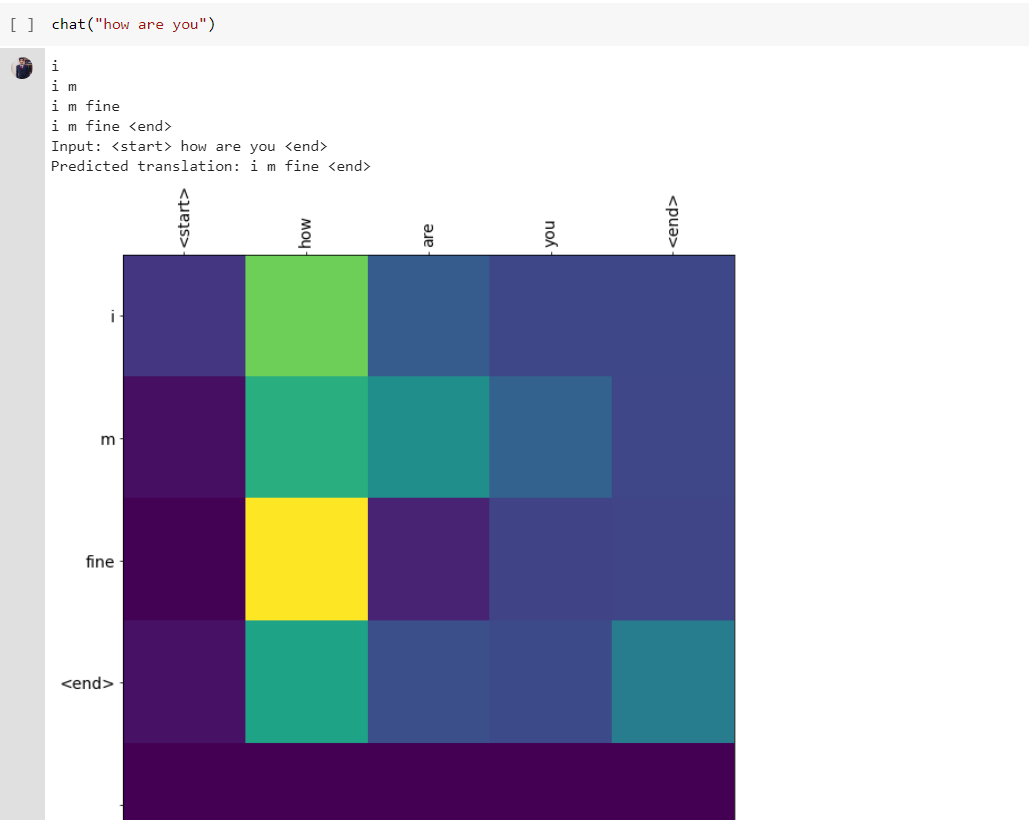 [ ] chat("how are you")
i
i m
i m fine
i m fine <end>
Input: <start> how are you <end>
Predicted translation: i m fine <end>
<start> how are you <end>
i
m
fine
<end>